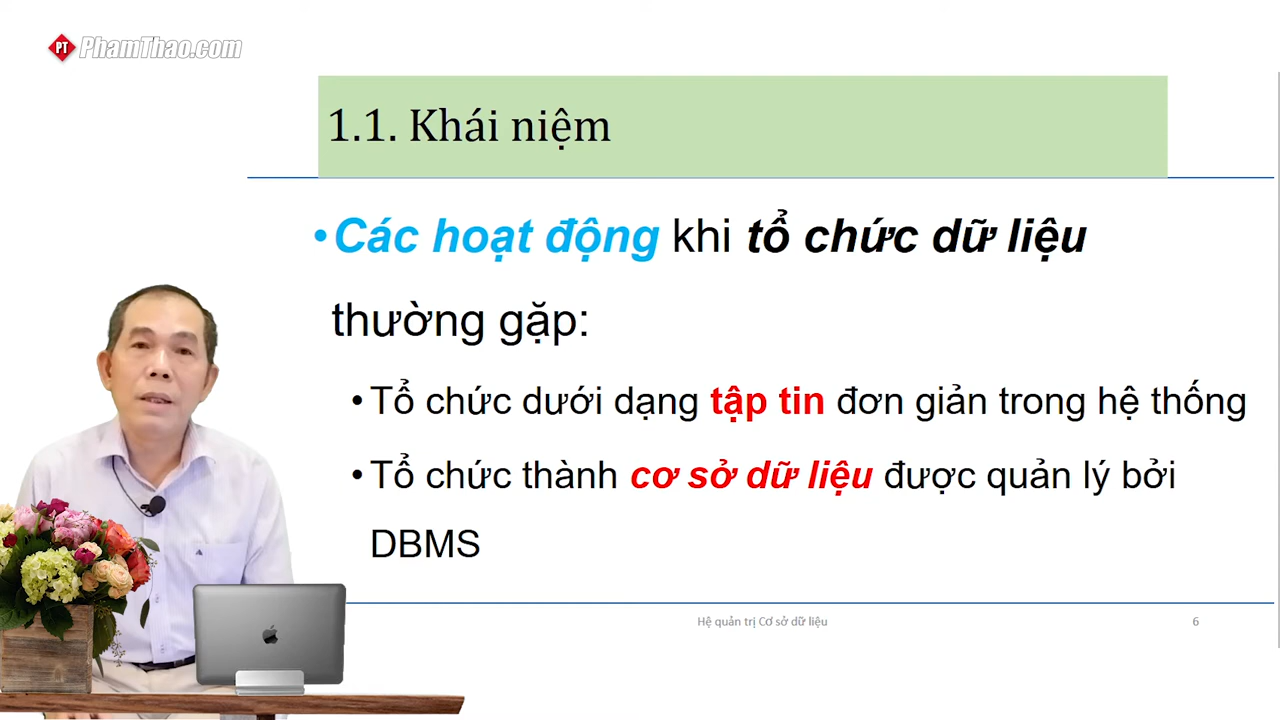 PT PhamThao.com
1.1. Khái niệm
•Các hoạt động khi tổ chức dữ liệu
thường gặp:
•Tổ chức dưới dạng tập tin đơn giản trong hệ thống
•Tổ chức thành cơ sở dữ liệu được quản lý bởi
DBMS
Hệ quản trị Cơ sở dữ liệu 6